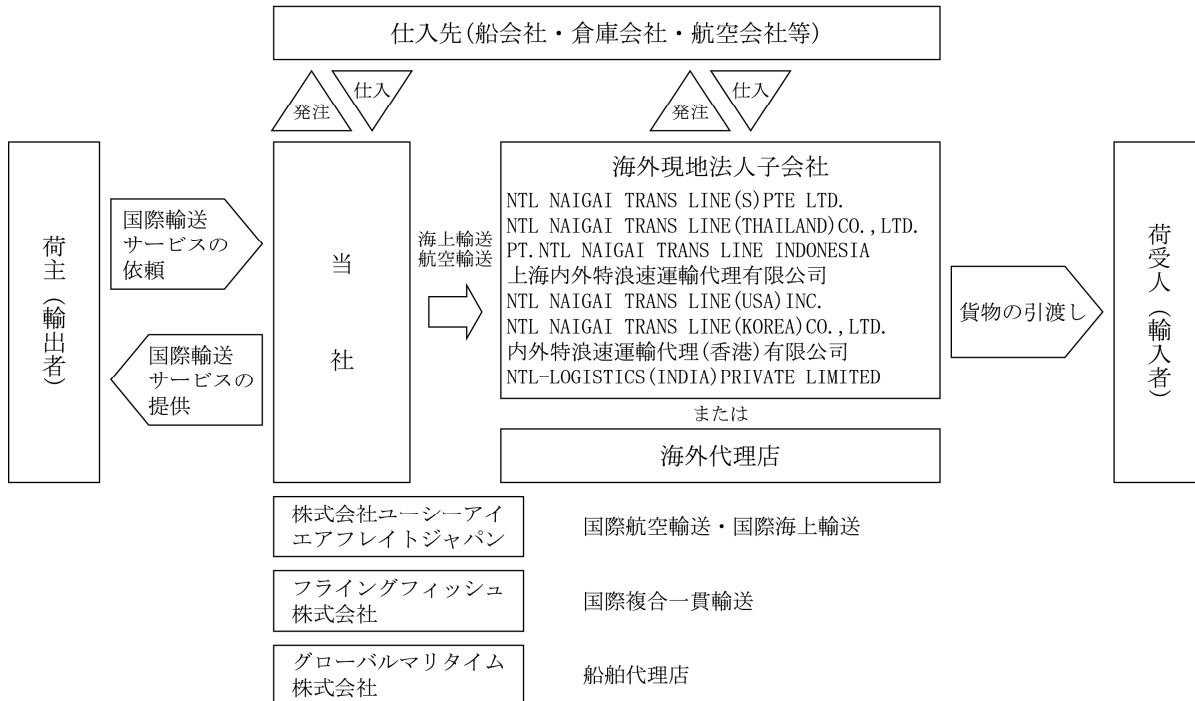 仕入先(船会社・倉庫会社・航空会社等)
発注
仕入
発注
仕入
荷主（輸出者）
国際輸送
サービスの
依頼
国際輸送
サービスの
提供
当社
海上輸送
航空輸送
海外現地法人子会社
NTL NAIGAI TRANS LINE(S)PTE LTD.
NTL NAIGAI TRANS LINE(THAILAND)CO.,LTD.
PT.NTL NAIGAI TRANS LINE INDONESIA
上海内外特浪速運輸代理有限公司
NTL NAIGAI TRANS LINE(USA)INC.
NTL NAIGAI TRANS LINE(KOREA)CO.,LTD.
内外特浪速運輸代理(香港)有限公司
NTL-LOGISTICS(INDIA)PRIVATE LIMITED
または
海外代理店
貨物の引渡し
荷受人（輸入者）
株式会社ユーシーアイ
エアフレイトジャパン
国際航空輸送・国際海上輸送
フライングフィッシュ
株式会社
国際複合一貫輸送
グローバルマリタイム
株式会社
船舶代理店